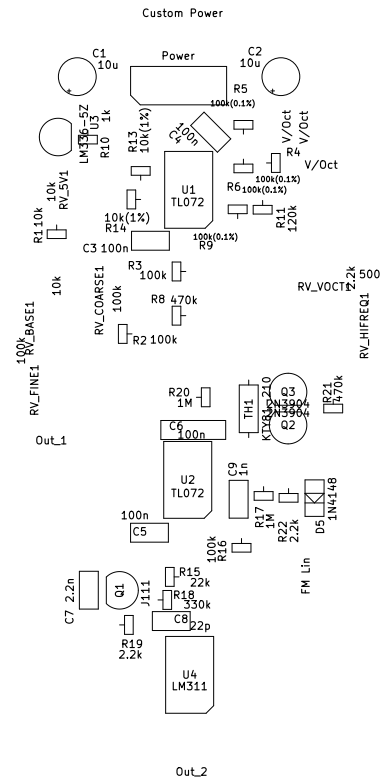 Custom Power
C1
10u
Power
C2
10u
R5
100k(0.1%)
LM336-5Z
U3
1k
R10
R13
10k(1%)
C4
100n
V/Oct
V/Oct
R4
V/Oct
100k(0.1%)
R6
100k(0.1%)
U1
TL072
10k
RV_5V1
R1
10k
10k(1%)
R14
R11
120k
C3 100n
100k(0.1%)
R9
R3
100k
RV_COARSE1
100k
10k
R8 470k
R2 100k
RV_VOCT1
2.2k
500
RV_HIFREQ1
RV_BASE1
100k
RV_FINE1
R20
1M
TH1
KTY81-210
Q3
2N3904
2N3904
Q2
R21
470k
Out_1
C6
100n
U2
TL072
C9
1n
R17
1M
R22
2.2k
D5
1N4148
100n
C5
100k
R16
FM Lin
R15
22k
C7 2.2n
Q1
J111
R18
330k
C8
22p
R19
2.2k
U4
LM311
Out_2